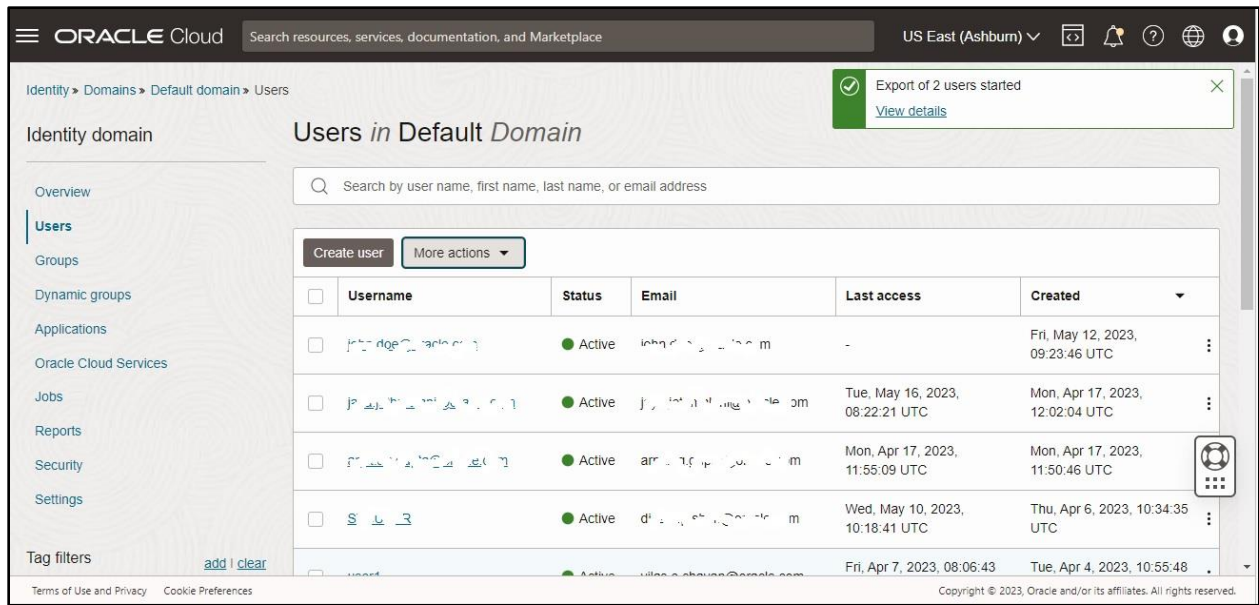 ORACLE Cloud
Search resources, services, documentation, and Marketplace
US East (Ashburn)
Identity » Domains » Default domain » Users
Export of 2 users started
View details
Identity domain
Users in Default Domain
Search by user name, first name, last name, or email address
Overview
Users
Groups
Dynamic groups
Applications
Oracle Cloud Services
Jobs
Reports
Security
Settings
Create user
More actions
Username Status Email Last access Created
Active - Fri, May 12, 2023,
09:23:46 UTC
Active Tue, May 16, 2023, Mon, Apr 17, 2023,
08:22:21 UTC 12:02:04 UTC
Active Mon, Apr 17, 2023, Mon, Apr 17, 2023,
11:55:09 UTC 11:50:46 UTC
Active Wed, May 10, 2023, Thu, Apr 6, 2023, 10:34:35
10:18:41 UTC UTC
Fri, Apr 7, 2023, 08:06:43 Tue, Apr 4, 2023, 10:55:48
Tag filters add | clear
Terms of Use and Privacy Cookie Preferences
Copyright © 2023, Oracle and/or its affiliates. All rights reserved.